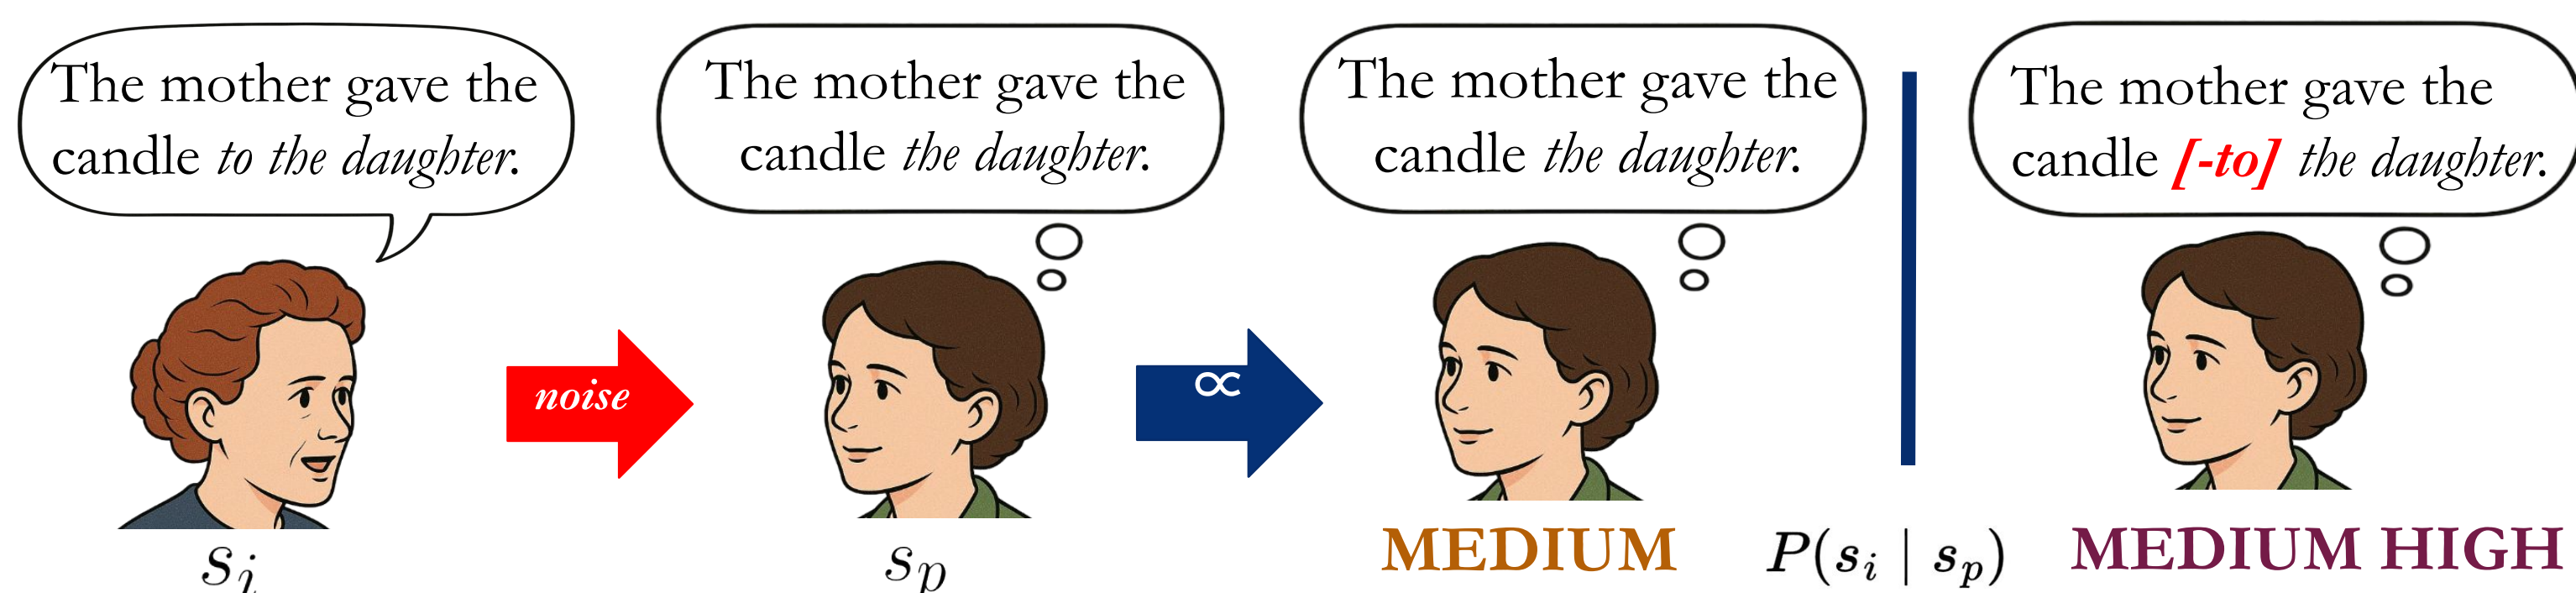 The mother gave the
candle to the daughter.
The mother gave the
candle the daughter.
The mother gave the
candle the daughter.
The mother gave the
candle [-to] the daughter.
noise
∝
s_i
s_p
MEDIUM
P(s_i | s_p)
MEDIUM HIGH